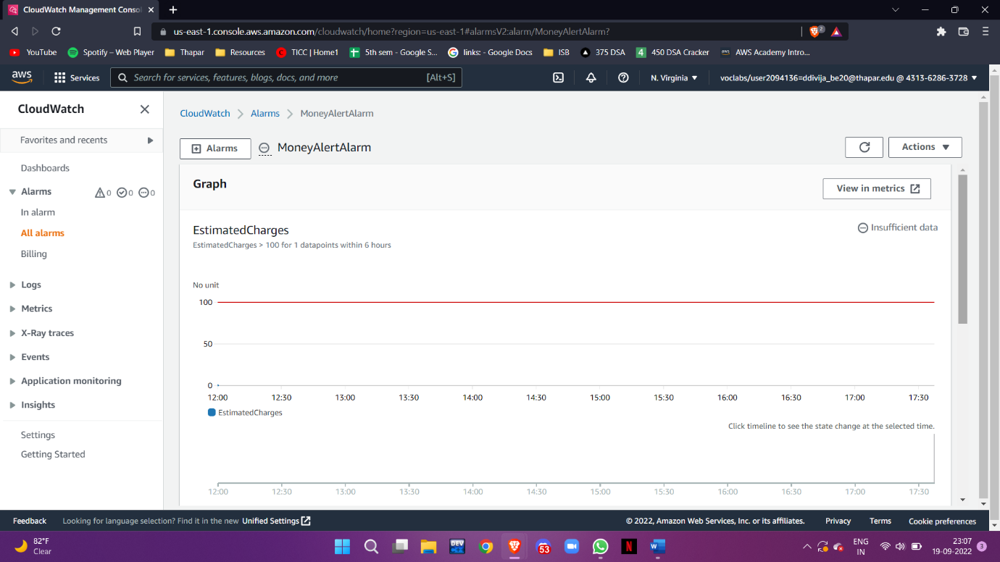 CloudWatch Management Conso
us-east-1.console.aws.amazon.com/cloudwatch/home?region=us-east-1#alarmsV2:alarm/MoneyAlertAlarm?
2
YouTube Spotify – Web Player Thapar Resources TICC | Home1 5th sem - Google S... links: - Google Docs ISB 375 DSA 4 450 DSA Cracker aws AWS Academy Intro...
aws Services Search for services, features, blogs, docs, and more [Alt+S] N. Virginia voclabs/user2094136=ddivija_be20@thapar.edu @ 4313-6286-3728
CloudWatch
CloudWatch Alarms MoneyAlertAlarm
Favorites and recents
Alarms MoneyAlertAlarm Actions
Dashboards
Alarms 0 0 0
In alarm
All alarms
Billing
Logs
Metrics
X-Ray traces
Events
Application monitoring
Insights
Settings
Getting Started
Graph View in metrics
EstimatedCharges Insufficient data
EstimatedCharges > 100 for 1 datapoints within 6 hours
No unit
100
50
0
12:00 12:30 13:00 13:30 14:00 14:30 15:00 15:30 16:00 16:30 17:00 17:30
EstimatedCharges
Click timeline to see the state change at the selected time.
12:00 12:30 13:00 13:30 14:00 14:30 15:00 15:30 16:00 16:30 17:00 17:30
Feedback Looking for language selection? Find it in the new Unified Settings © 2022, Amazon Web Services, Inc. or its affiliates. Privacy Terms Cookie preferences
82°F
Clear
DEV
53
N
W
ENG
IN
23:07
19-09-2022
3